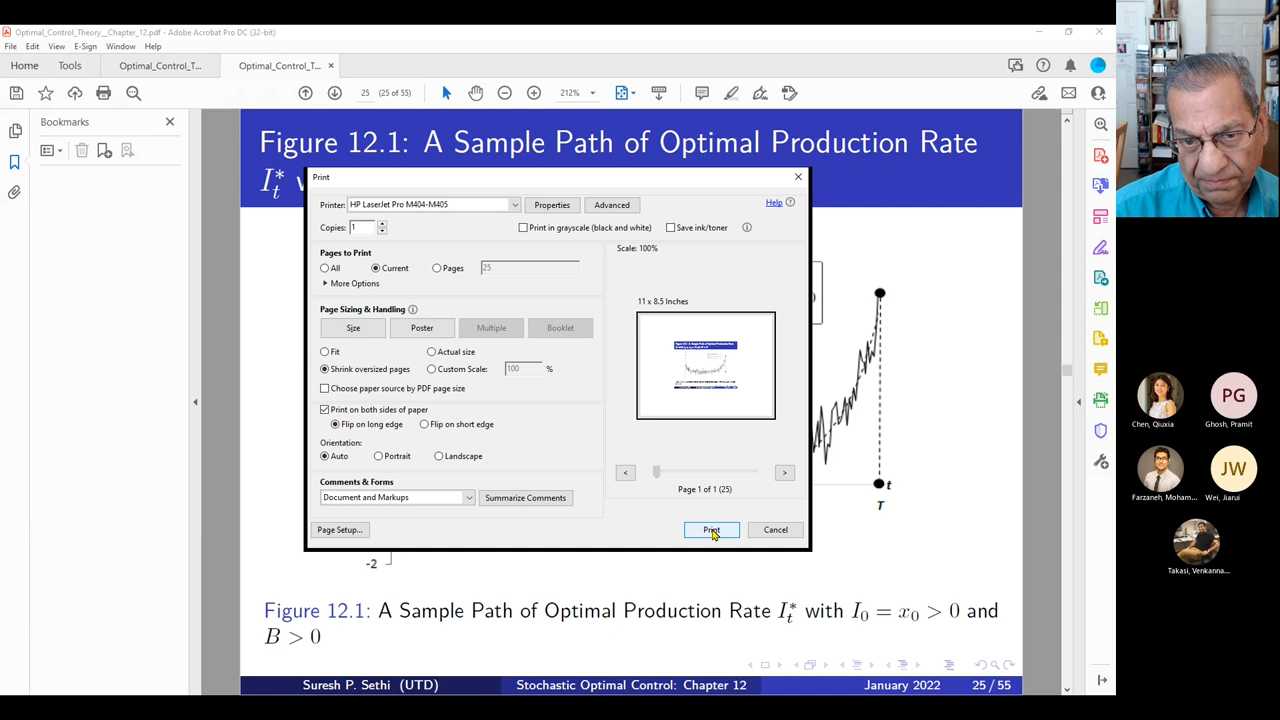 Optimal_Control_Theory__Chapter_12.pdf - Adobe Acrobat Pro DC (32-bit)
File Edit View E-Sign Window Help
Home Tools Optimal_Control_T... Optimal_Control_T... ×
25 (25 of 55) 212%
Bookmarks
Figure 12.1: A Sample Path of Optimal Production Rate
I*t w
Print
Printer: HP LaserJet Pro M404-M405 Properties Advanced Help
Copies: 1 Print in grayscale (black and white) Save ink/toner
Scale: 100%
Pages to Print
All Current Pages 25
More Options
11 x 8.5 Inches
Page Sizing & Handling
Size Poster Multiple Booklet
Fit Actual size
Shrink oversized pages Custom Scale: 100 %
Choose paper source by PDF page size
Print on both sides of paper
Flip on long edge Flip on short edge
Orientation:
Auto Portrait Landscape
Comments & Forms
Document and Markups Summarize Comments
Page 1 of 1 (25)
Page Setup... Print Cancel
t
T
-2
Figure 12.1: A Sample Path of Optimal Production Rate I*t with I0 = x0 > 0 and
B > 0
Suresh P. Sethi (UTD) Stochastic Optimal Control: Chapter 12 January 2022 25 / 55
PG
Chen, Qiuxia Ghosh, Pramit
JW
Farzaneh, Moham... Wei, Jiarui
Takasi, Venkanna...